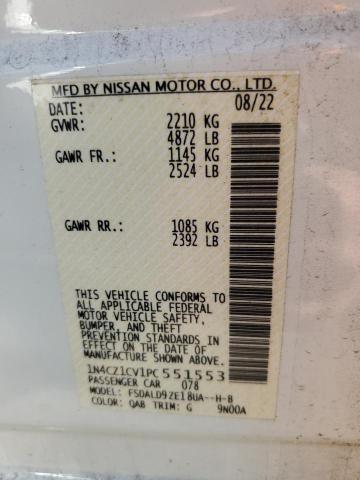 MFD BY NISSAN MOTOR CO., LTD.
DATE: 08/22
GVWR: 2210 KG
4872 LB
GAWR FR.: 1145 KG
2524 LB
GAWR RR.: 1085 KG
2392 LB
THIS VEHICLE CONFORMS TO
ALL APPLICABLE FEDERAL
MOTOR VEHICLE SAFETY,
BUMPER, AND THEFT
PREVENTION STANDARDS IN
EFFECT ON THE DATE OF
MANUFACTURE SHOWN ABOVE.
1N4CZ1CV1PC551553
PASSENGER CAR 078
MODEL: FSDALD9ZE18UA--H-B
COLOR: QAB TRIM: G 9N00A